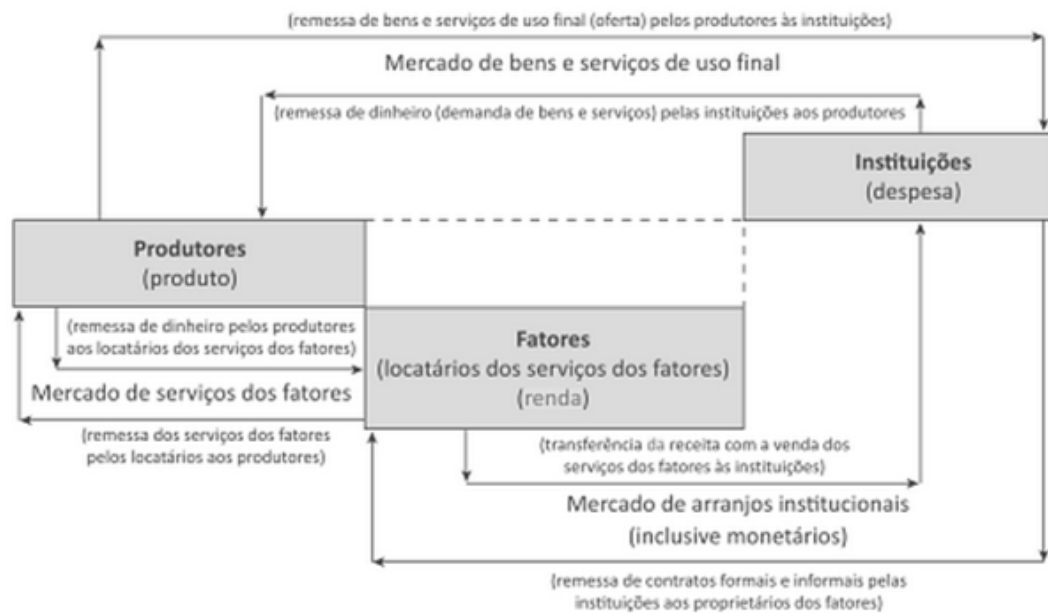 (remessa de bens e serviços de uso final (oferta) pelos produtores às instituições)
Mercado de bens e serviços de uso final
(remessa de dinheiro (demanda de bens e serviços) pelas instituições aos produtores
Instituições
(despesa)
Produtores
(produto)
(remessa de dinheiro pelos produtores
aos locatários dos serviços dos fatores)
Mercado de serviços dos fatores
(remessa dos serviços dos fatores
pelos locatários aos produtores)
Fatores
(locatários dos serviços dos fatores)
(renda)
(transferência da receita com a venda dos
serviços dos fatores às instituições)
Mercado de arranjos institucionais
(inclusive monetários)
(remessa de contratos formais e informais pelas
instituições aos proprietários dos fatores)